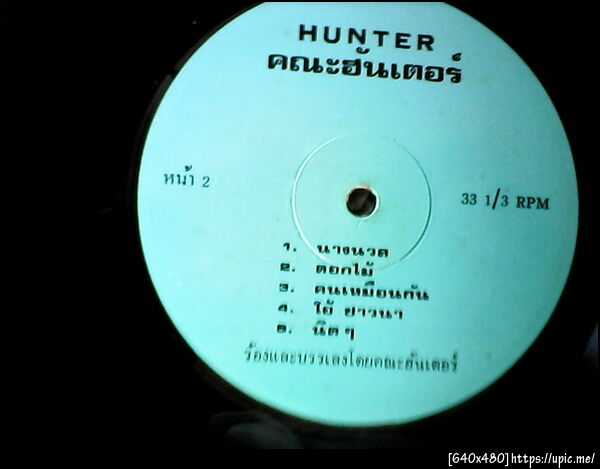 HUNTER
คณะฮันเตอร์
หน้า 2
33 1/3 RPM
1. นางนวล
2. ดอกไม้
3. คนเหมือนกัน
4. ไอ้ ชาวนา
5. นิดๆ
ร้องและบรรเลงโดยคณะฮันเตอร์
[640x480]https://upic.me/